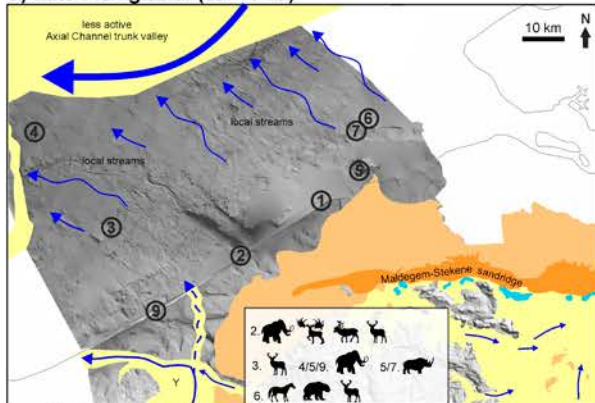 less active
Axial Channel trunk valley
10 km
N
4
6
7
local streams
5
local streams
1
3
2
Maldegem-Stekene sandridge
9
2.
3.
4/5/9.
5/7.
6.
Y